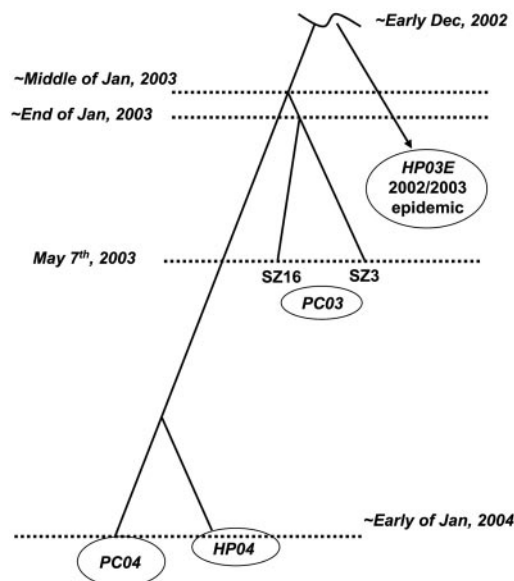 ~Early Dec, 2002
~Middle of Jan, 2003
~End of Jan, 2003
HP03E
2002/2003
epidemic
May 7th, 2003
SZ16
SZ3
PC03
~Early of Jan, 2004
PC04
HP04